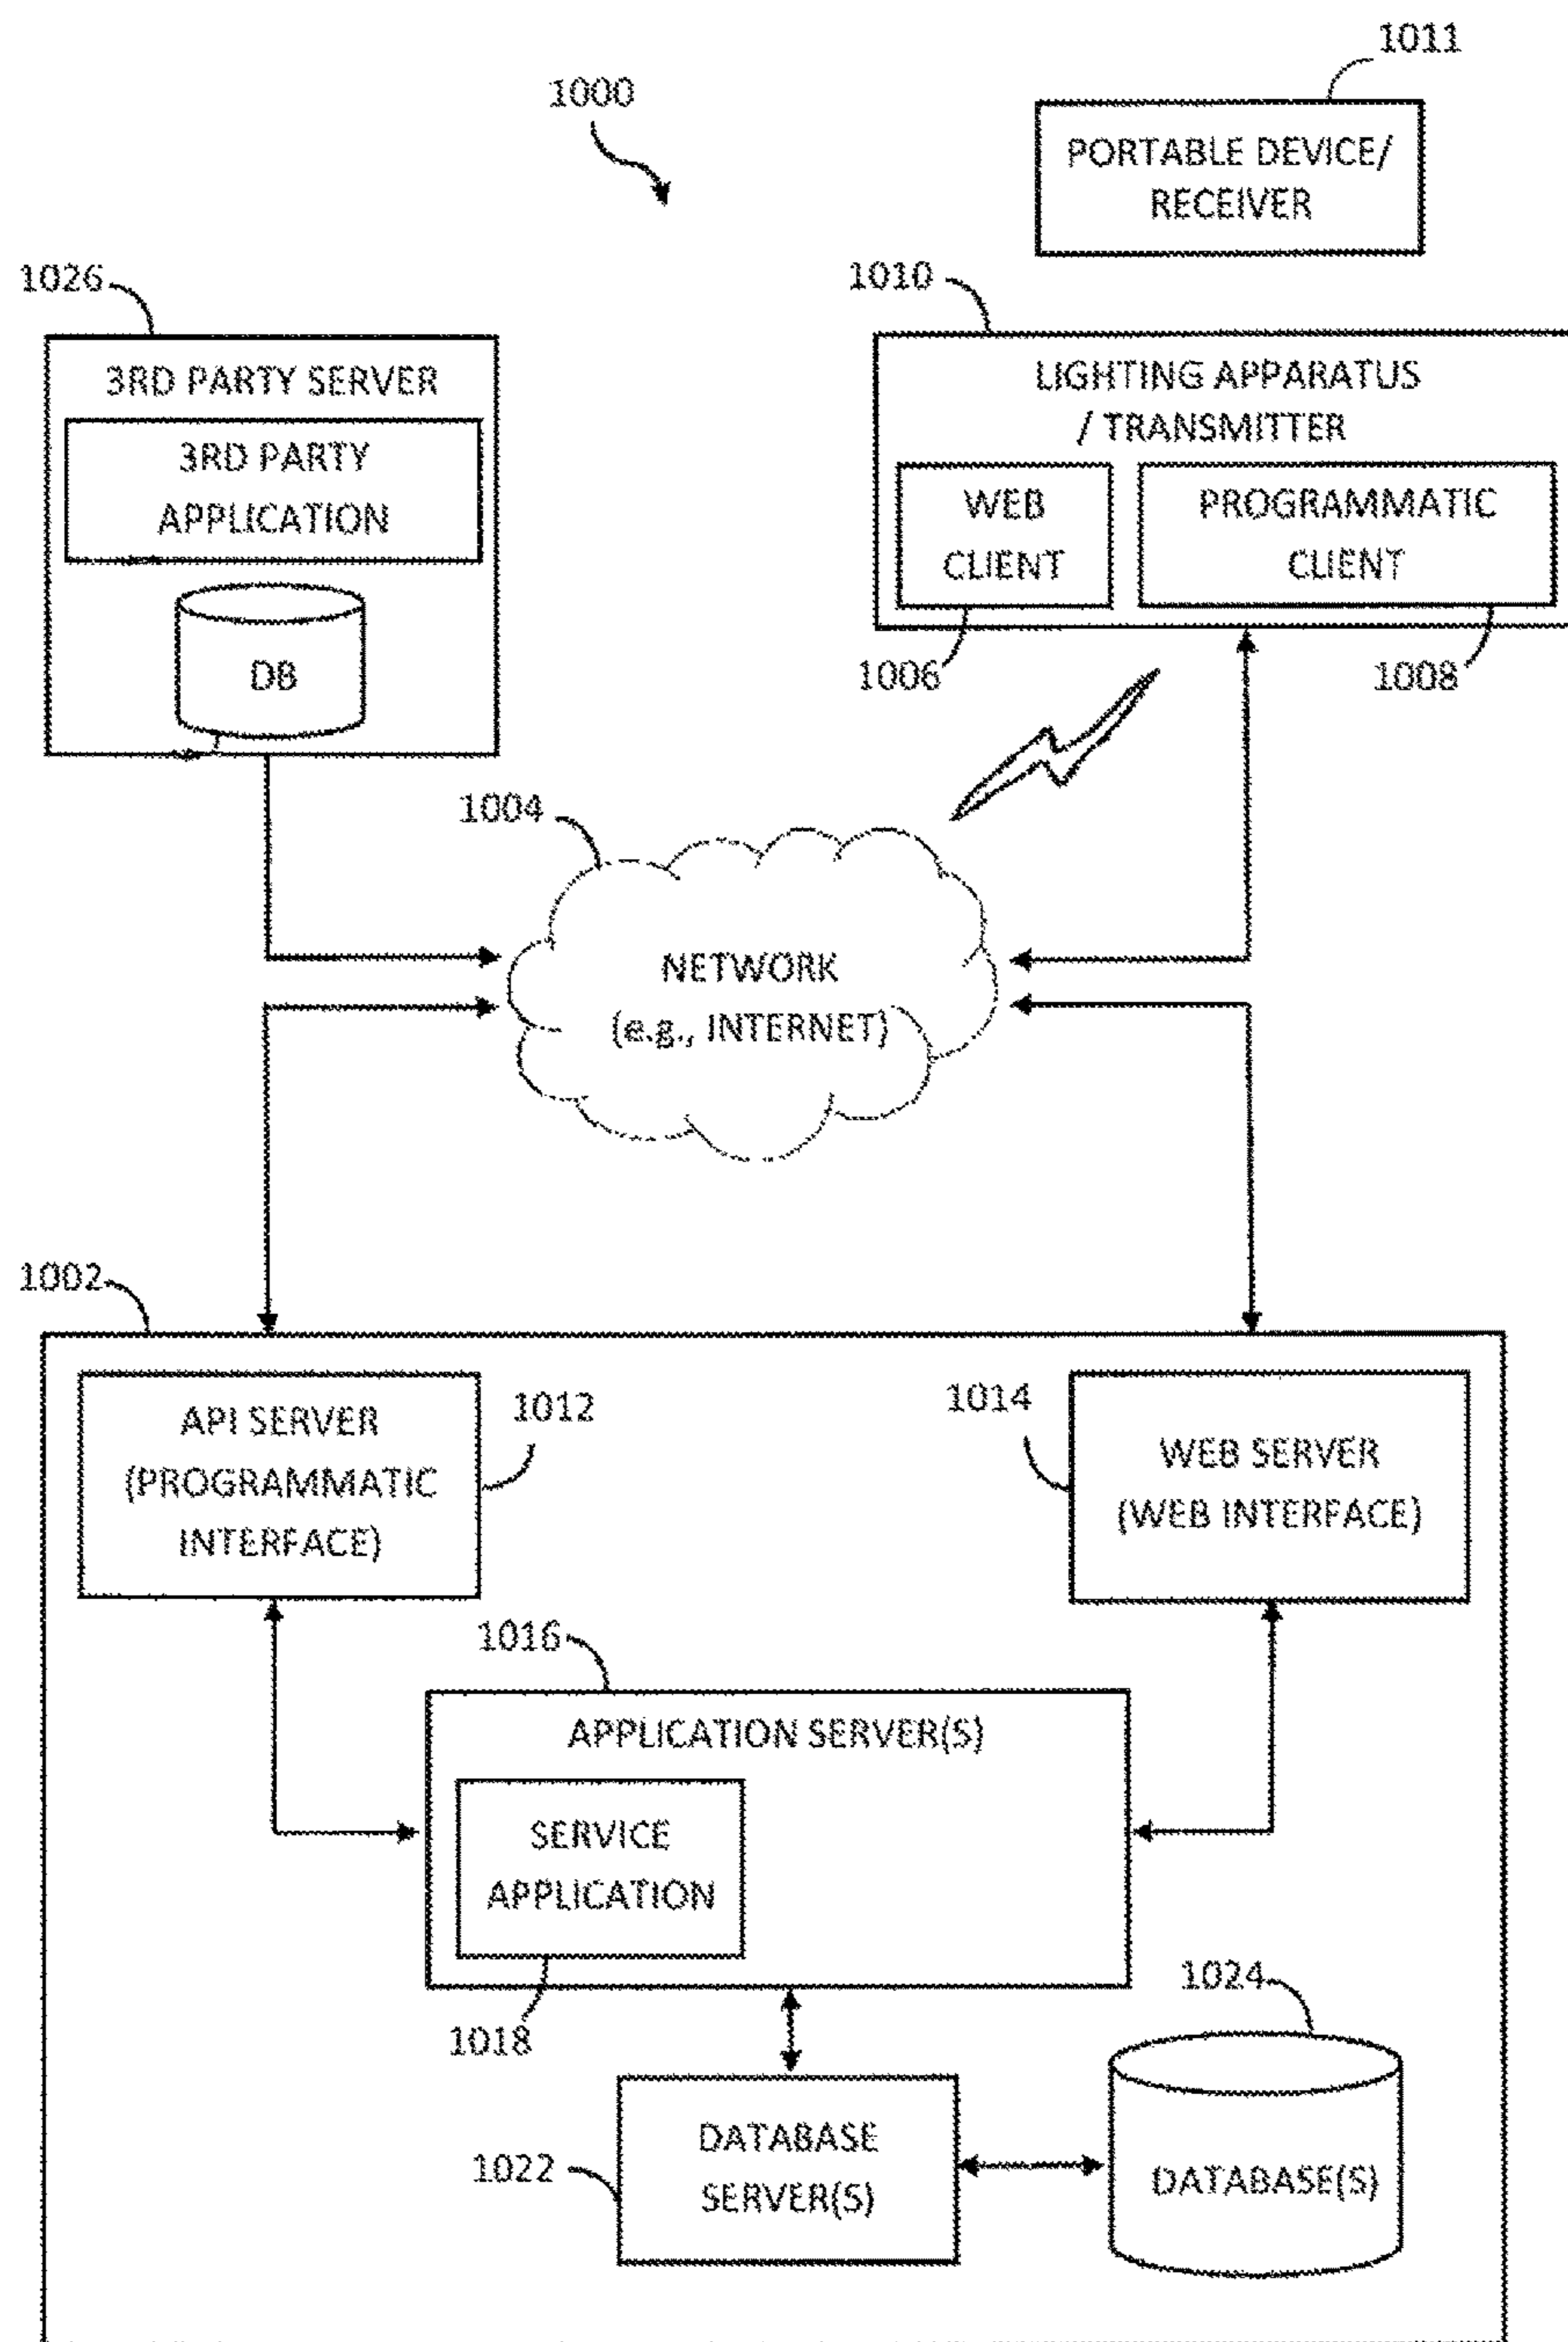 1011
1000
PORTABLE DEVICE/
RECEIVER
1026
1010
3RD PARTY SERVER
3RD PARTY
APPLICATION
DB
LIGHTING APPARATUS
/ TRANSMITTER
WEB
CLIENT
PROGRAMMATIC
CLIENT
1006
1008
1004
NETWORK
(e.g., INTERNET)
1002
API SERVER
(PROGRAMMATIC
INTERFACE)
1012
1014
WEB SERVER
(WEB INTERFACE)
1016
APPLICATION SERVER(S)
SERVICE
APPLICATION
1018
1024
1022
DATABASE
SERVER(S)
DATABASE(S)